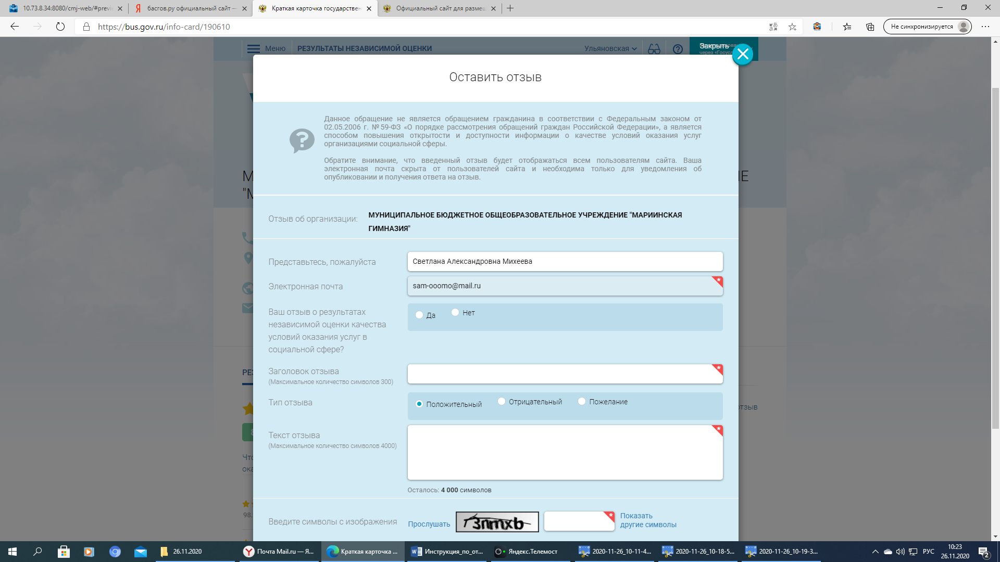 10.73.8.34:8080/cmj-web/#previ
басгов.ру официальный сайт —
Краткая карточка государствен
Официальный сайт для размещ
https://bus.gov.ru/info-card/190610
Не синхронизируется
Меню
РЕЗУЛЬТАТЫ НЕЗАВИСИМОЙ ОЦЕНКИ
Ульяновская
Закрыть
Оставить отзыв
Данное обращение не является обращением гражданина в соответствии с Федеральным законом от
02.05.2006 г. № 59-ФЗ «О порядке рассмотрения обращений граждан Российской Федерации», а является
способом повышения открытости и доступности информации о качестве условий оказания услуг
организациями социальной сферы.
Обратите внимание, что введенный отзыв будет отображаться всем пользователям сайта. Ваша
электронная почта скрыта от пользователей сайта и необходима только для уведомления об
опубликовании и получения ответа на отзыв.
Отзыв об организации:
МУНИЦИПАЛЬНОЕ БЮДЖЕТНОЕ ОБЩЕОБРАЗОВАТЕЛЬНОЕ УЧРЕЖДЕНИЕ "МАРИИНСКАЯ
ГИМНАЗИЯ"
Представьтесь, пожалуйста
Светлана Александровна Михеева
Электронная почта
sam-ooomo@mail.ru
Ваш отзыв о результатах
независимой оценки качества
условий оказания услуг в
социальной сфере?
Да
Нет
Заголовок отзыва
(Максимальное количество символов 300)
Тип отзыва
Положительный
Отрицательный
Пожелание
Текст отзыва
(Максимальное количество символов 4000)
Осталось: 4 000 символов
Введите символы с изображения
Прослушать
Показать
другие символы
26.11.2020
Почта Mail.ru — Я...
Краткая карточка ...
Инструкция_по_от...
Яндекс.Телемост
2020-11-26_10-11-4...
2020-11-26_10-18-5...
2020-11-26_10-19-3...
РУС
10:23
26.11.2020
2